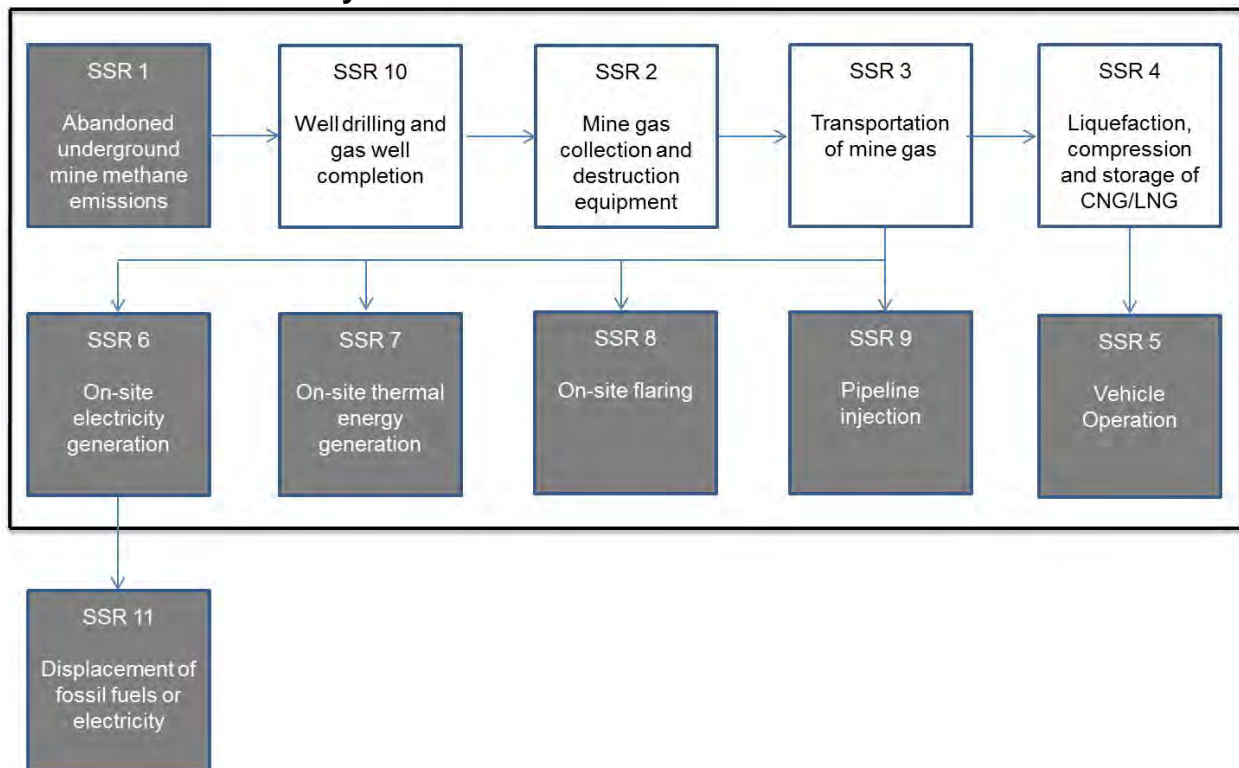 SSR 1
Abandoned
underground
mine methane
emissions
SSR 10
Well drilling and
gas well
completion
SSR 2
Mine gas
collection and
destruction
equipment
SSR 3
Transportation
of mine gas
SSR 4
Liquefaction,
compression
and storage of
CNG/LNG
SSR 6
On-site
electricity
generation
SSR 7
On-site thermal
energy
generation
SSR 8
On-site flaring
SSR 9
Pipeline
injection
SSR 5
Vehicle
Operation
SSR 11
Displacement of
fossil fuels or
electricity